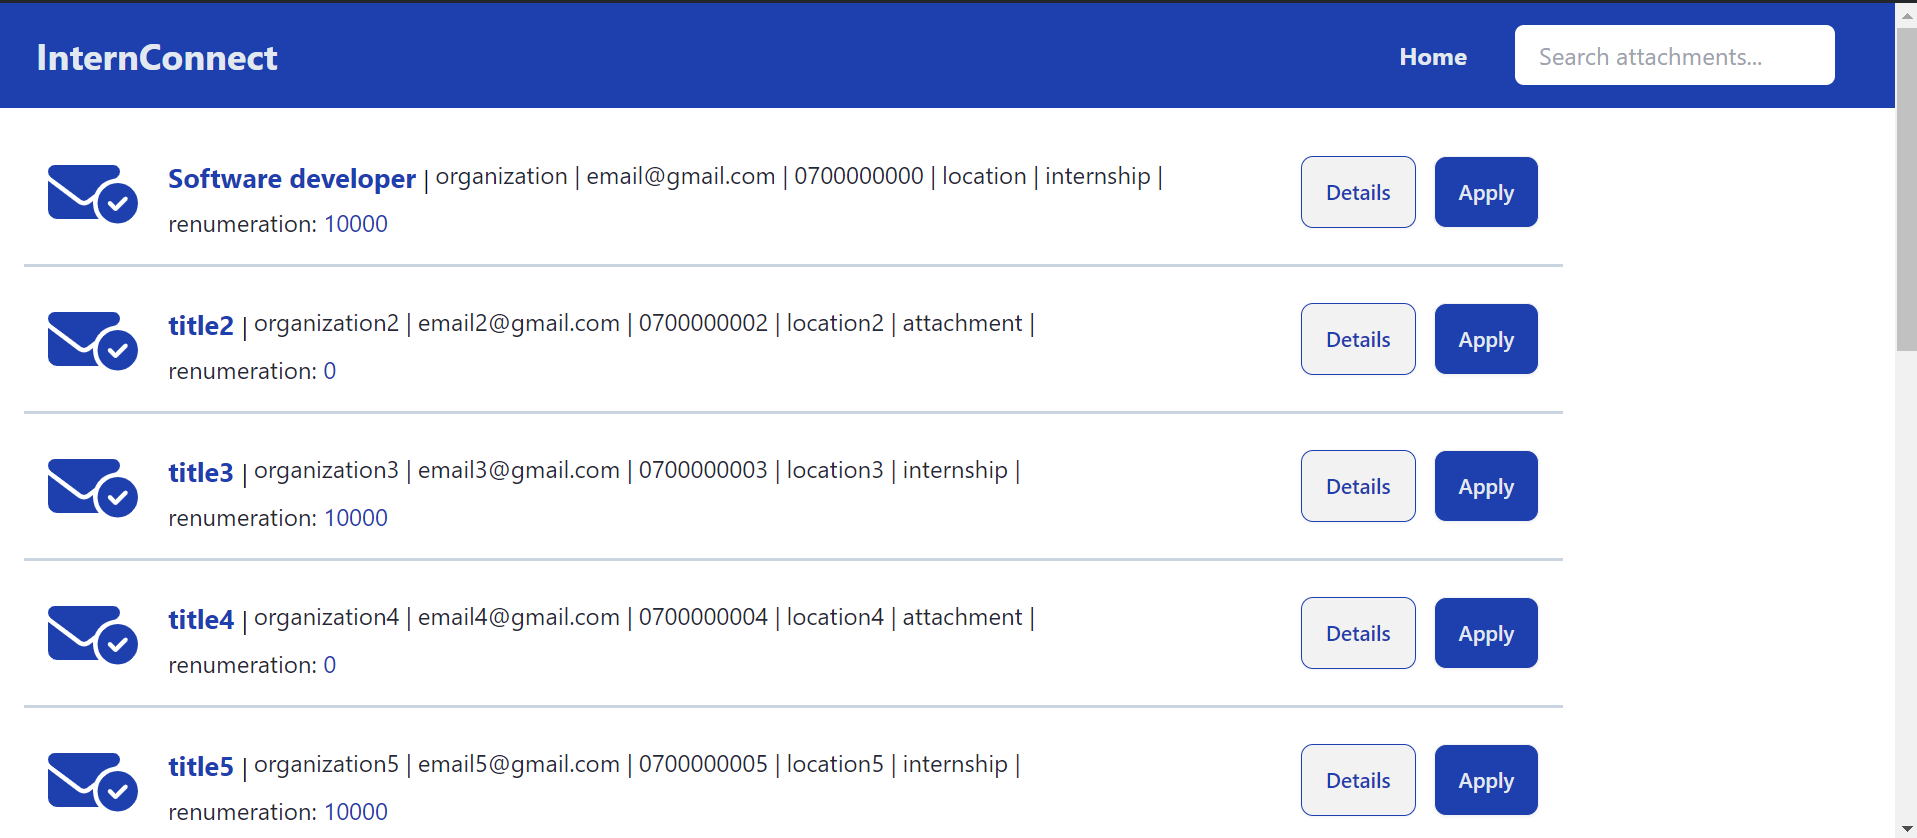 InternConnect
Home
Search attachments...
Software developer | organization | email@gmail.com | 0700000000 | location | internship |
renumeration: 10000
Details
Apply
title2 | organization2 | email2@gmail.com | 0700000002 | location2 | attachment |
renumeration: 0
Details
Apply
title3 | organization3 | email3@gmail.com | 0700000003 | location3 | internship |
renumeration: 10000
Details
Apply
title4 | organization4 | email4@gmail.com | 0700000004 | location4 | attachment |
renumeration: 0
Details
Apply
title5 | organization5 | email5@gmail.com | 0700000005 | location5 | internship |
renumeration: 10000
Details
Apply